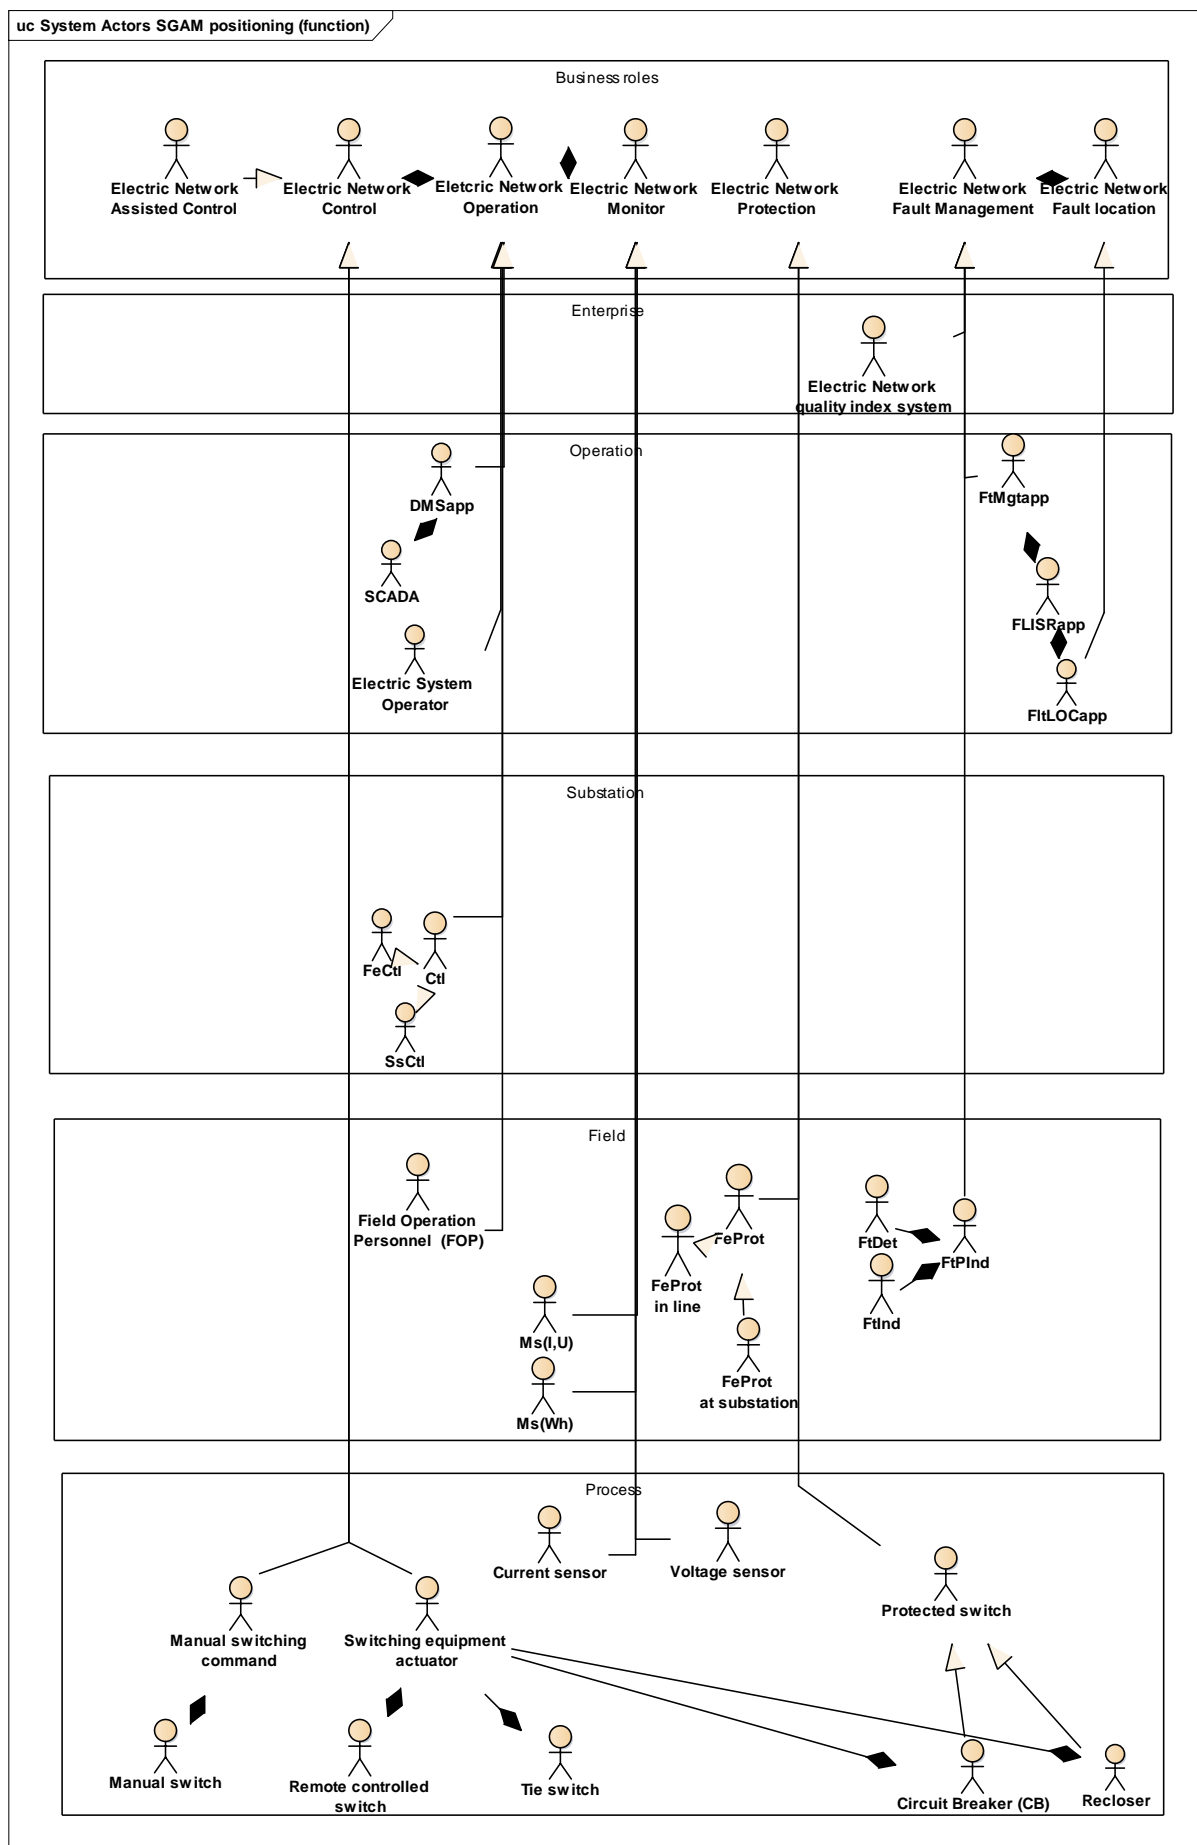 uc System Actors SGAM positioning (function)
Business roles
Electric Network
Assisted Control
Electric Network
Control
Eletcric Network
Operation
Electric Network
Monitor
Electric Network
Protection
Electric Network
Fault Management
Electric Network
Fault location
Enterprise
Electric Network
quality index system
Operation
DMSapp
FtMgtapp
SCADA
FLISRapp
Electric System
Operator
FltLOCapp
Substation
FeCtl
Ctl
SsCtl
Field
Field Operation
Personnel (FOP)
FeProt
FeProt
in line
FtDet
FtPInd
FtInd
Ms(I,U)
FeProt
at substation
Ms(Wh)
Process
Current sensor
Voltage sensor
Protected switch
Manual switching
command
Switching equipment
actuator
Manual switch
Remote controlled
switch
Tie switch
Circuit Breaker (CB)
Recloser